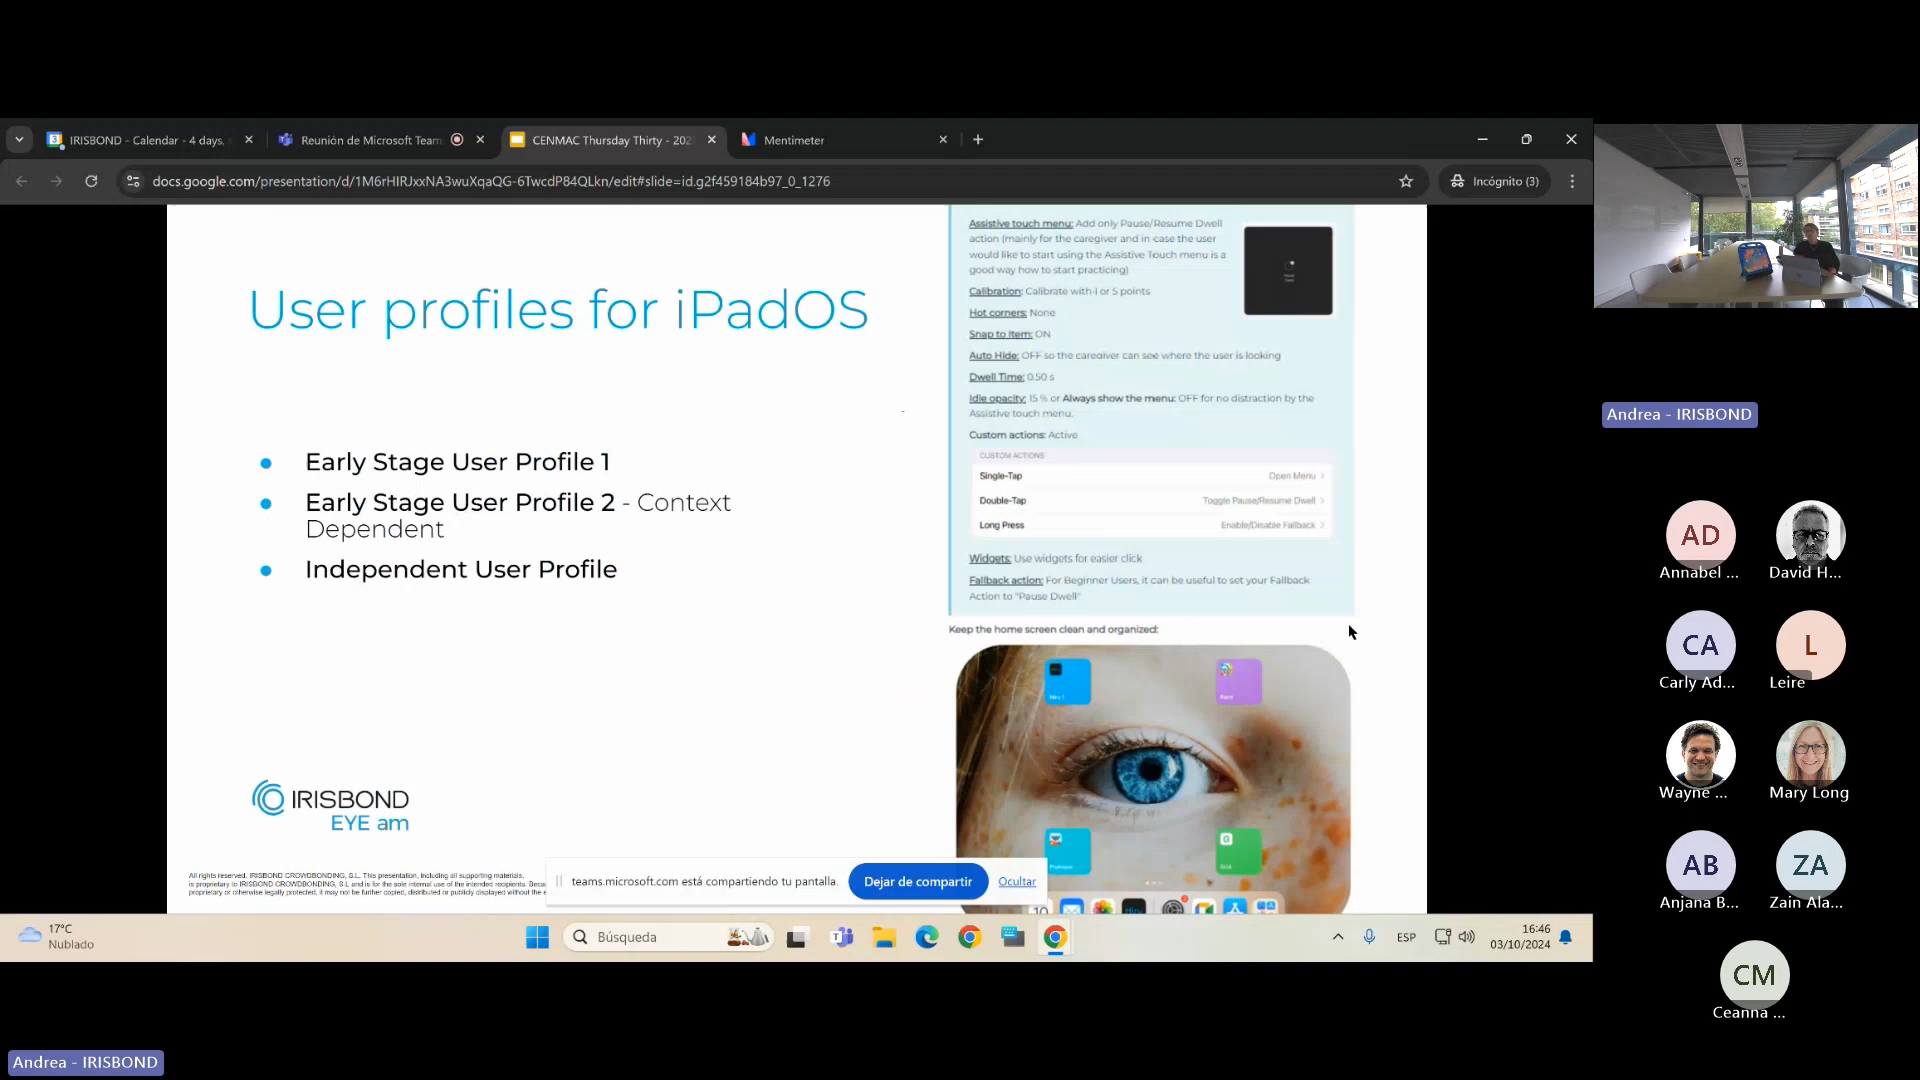 IRISBOND - Calendar - 4 days,
Reunión de Microsoft Team
CENMAC Thursday Thirty - 202
Mentimeter
docs.google.com/presentation/d/1M6rHIRJxxNA3wuXqaQG-6TwcdP84QLkn/edit#slide=id.g2f459184b97_0_1276
Incógnito (3)
User profiles for iPadOS
Early Stage User Profile 1
Early Stage User Profile 2 - Context
Dependent
Independent User Profile
IRISBOND
EYE am
All rights reserved. IRISBOND CROWDBONDING, S.L. This presentation, including all supporting materials,
is proprietary to IRISBOND CROWDBONDING, S.L and is for the sole internal use of the intended recipients. Becau
proprietary or otherwise legally protected, it may not be further copied, distributed or publicly displayed without the e
Assistive touch menu: Add only Pause/Resume Dwell
action (mainly for the caregiver and in case the user
would like to start using the Assistive Touch menu is a
good way how to start practicing)
Calibration: Calibrate with 1 or 5 points
Hot corners: None
Snap to Item: ON
Auto Hide: OFF so the caregiver can see where the user is looking
Dwell Time: 0.50 s
Idle opacity: 15 % or Always show the menu: OFF for no distraction by the
Assistive touch menu.
Custom actions: Active
CUSTOM ACTIONS
Single-Tap Open Menu
Double-Tap Toggle Pause/Resume Dwell
Long Press Enable/Disable Fallback
Widgets: Use widgets for easier click
Fallback action: For Beginner Users, it can be useful to set your Fallback
Action to "Pause Dwell"
Keep the home screen clean and organized:
Grid
10
teams.microsoft.com está compartiendo tu pantalla.
Dejar de compartir
Ocultar
17°C
Nublado
Búsqueda
ESP
16:46
03/10/2024
Andrea - IRISBOND
AD
Annabel ...
David H...
CA
Carly Ad...
L
Leire
Wayne ...
Mary Long
AB
Anjana B...
ZA
Zain Ala...
CM
Ceanna ...
Andrea - IRISBOND